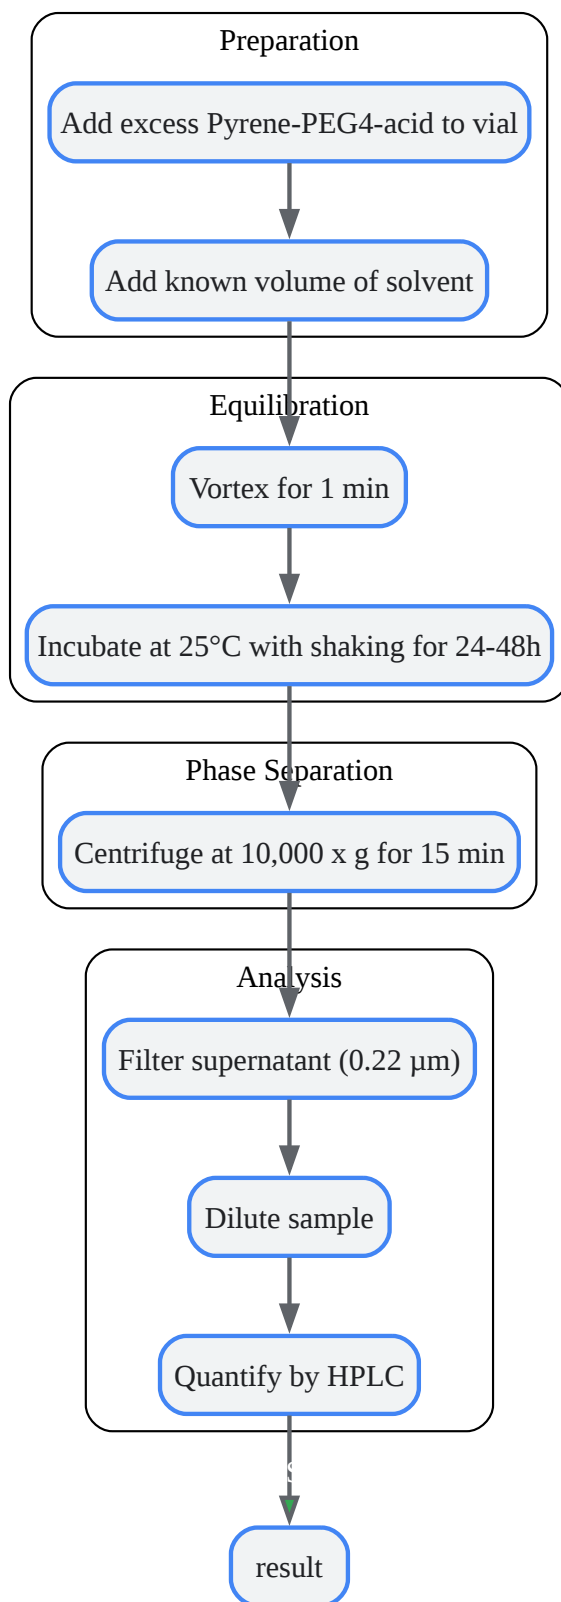 Preparation
Add excess Pyrene-PEG4-acid to vial
Add known volume of solvent
Equilibration
Vortex for 1 min
Incubate at 25°C with shaking for 24-48h
Phase Separation
Centrifuge at 10,000 x g for 15 min
Analysis
Filter supernatant (0.22 µm)
Dilute sample
Quantify by HPLC
result